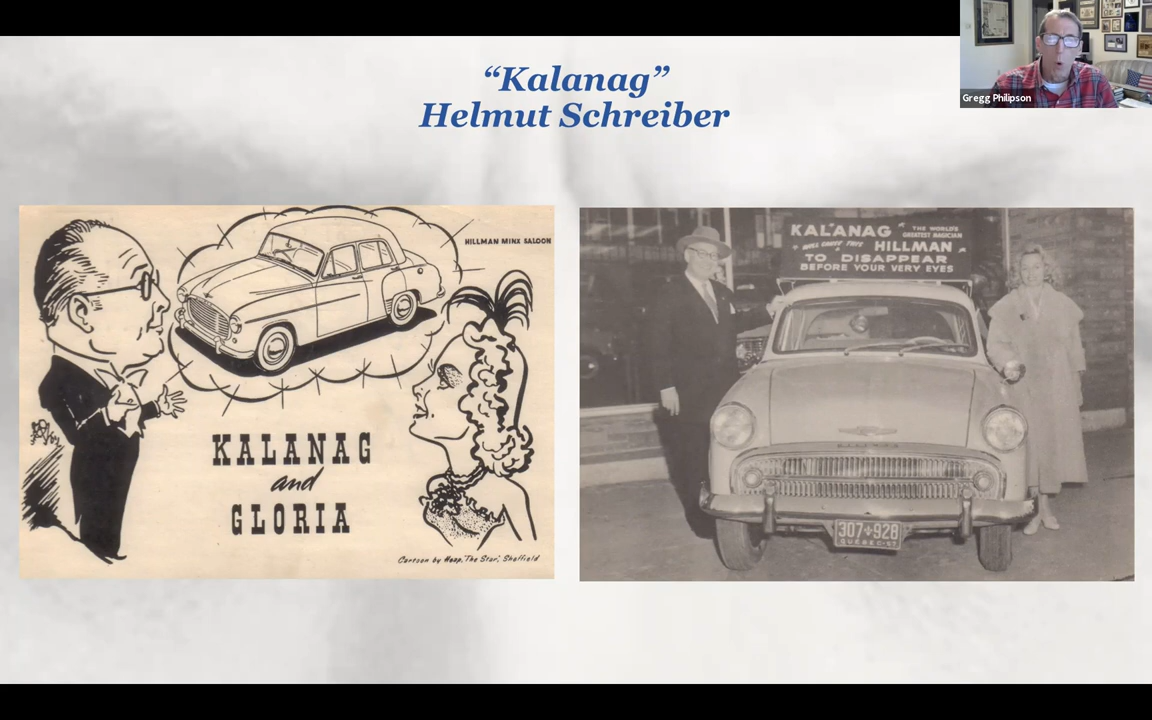 “Kalanag”
Helmut Schreiber
Gregg Philipson
HILLMAN MINX SALOON
KALANAG
and
GLORIA
Cartoon by Heap, 'The Star,' Sheffield
KALANAG THE WORLD'S
GREATEST MAGICIAN
WILL CAUSE THIS HILLMAN
TO DISAPPEAR
BEFORE YOUR VERY EYES
307-928
QUEBEC-57